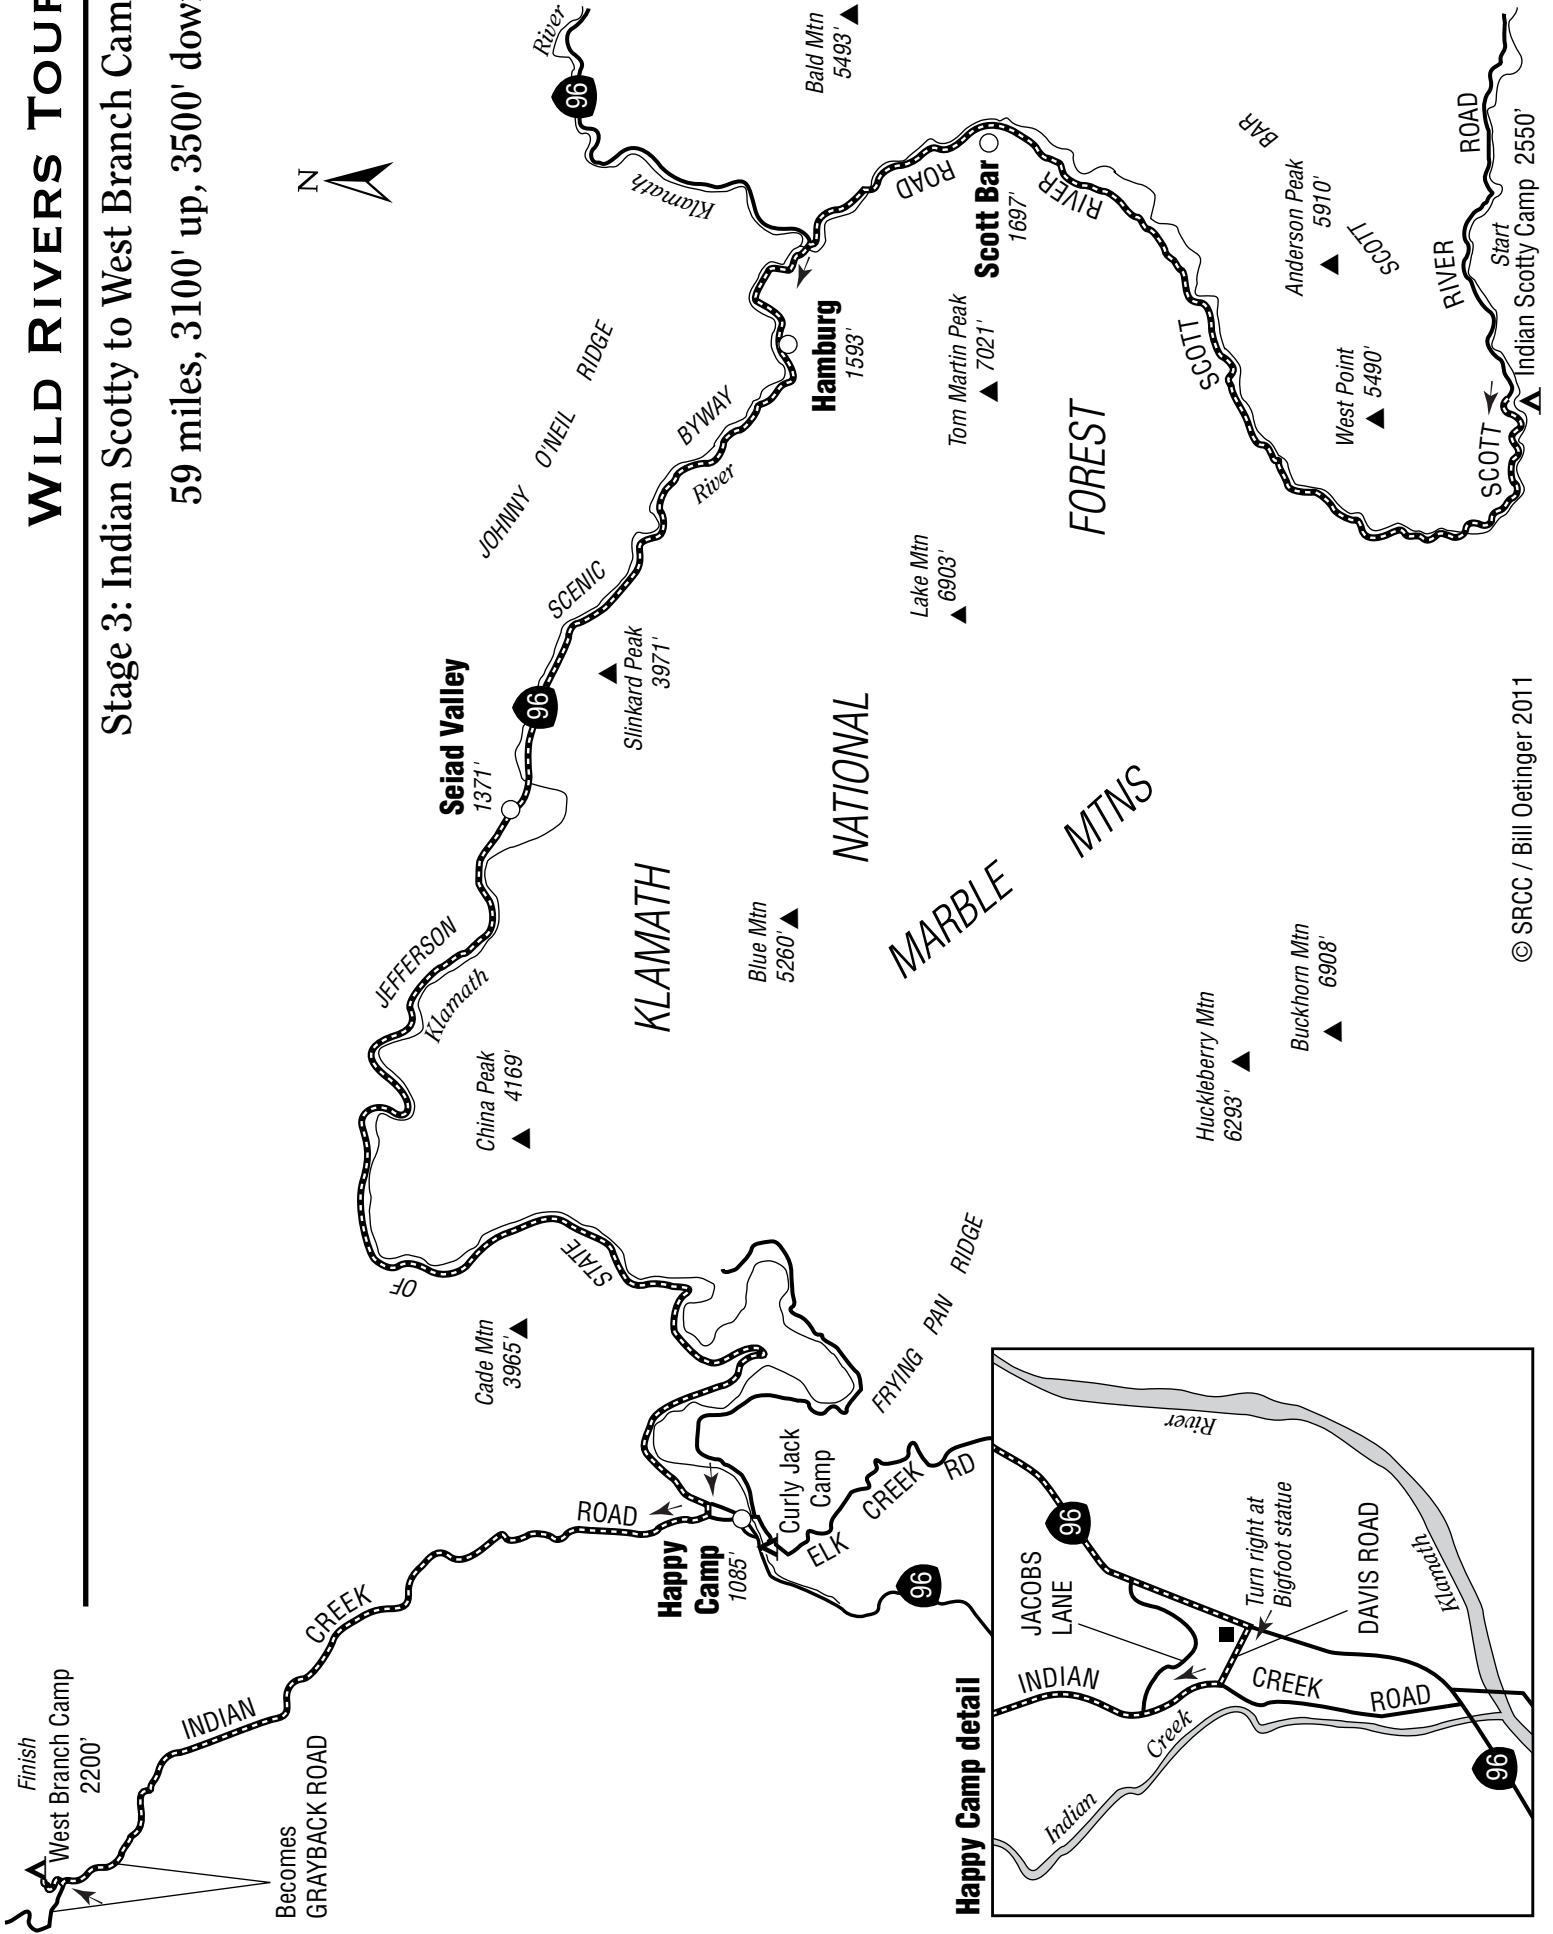 WILD RIVERS TOUR
Stage 3: Indian Scotty to West Branch Cam
59 miles, 3100' up, 3500' dow
N
Finish
West Branch Camp
2200'
Becomes
GRAYBACK ROAD
INDIAN
CREEK
ROAD
Happy
Camp
1085'
Cade Mtn
3965'
China Peak
4169'
OF
STATE
JEFFERSON
Klamath
Seiad Valley
1371'
96
SCENIC
BYWAY
River
Slinkard Peak
3971'
JOHNNY
O'NEIL
RIDGE
Hamburg
1593'
Klamath
96
River
Bald Mtn
5493'
ROAD
Scott Bar
1697'
RIVER
SCOTT
Tom Martin Peak
7021'
Lake Mtn
6903'
KLAMATH
NATIONAL
FOREST
Blue Mtn
5260'
MARBLE
MTNS
Huckleberry Mtn
6293'
Buckhorn Mtn
6908'
West Point
5490'
Anderson Peak
5910'
SCOTT
BAR
SCOTT
RIVER
ROAD
Start
Indian Scotty Camp 2550'
Curly Jack
Camp
ELK
CREEK
RD
FRYING
PAN
RIDGE
96
Happy Camp detail
INDIAN
CREEK
ROAD
JACOBS
LANE
96
Turn right at
Bigfoot statue
DAVIS ROAD
Indian
Creek
Klamath
River
96
© SRCC / Bill Oetinger 2011